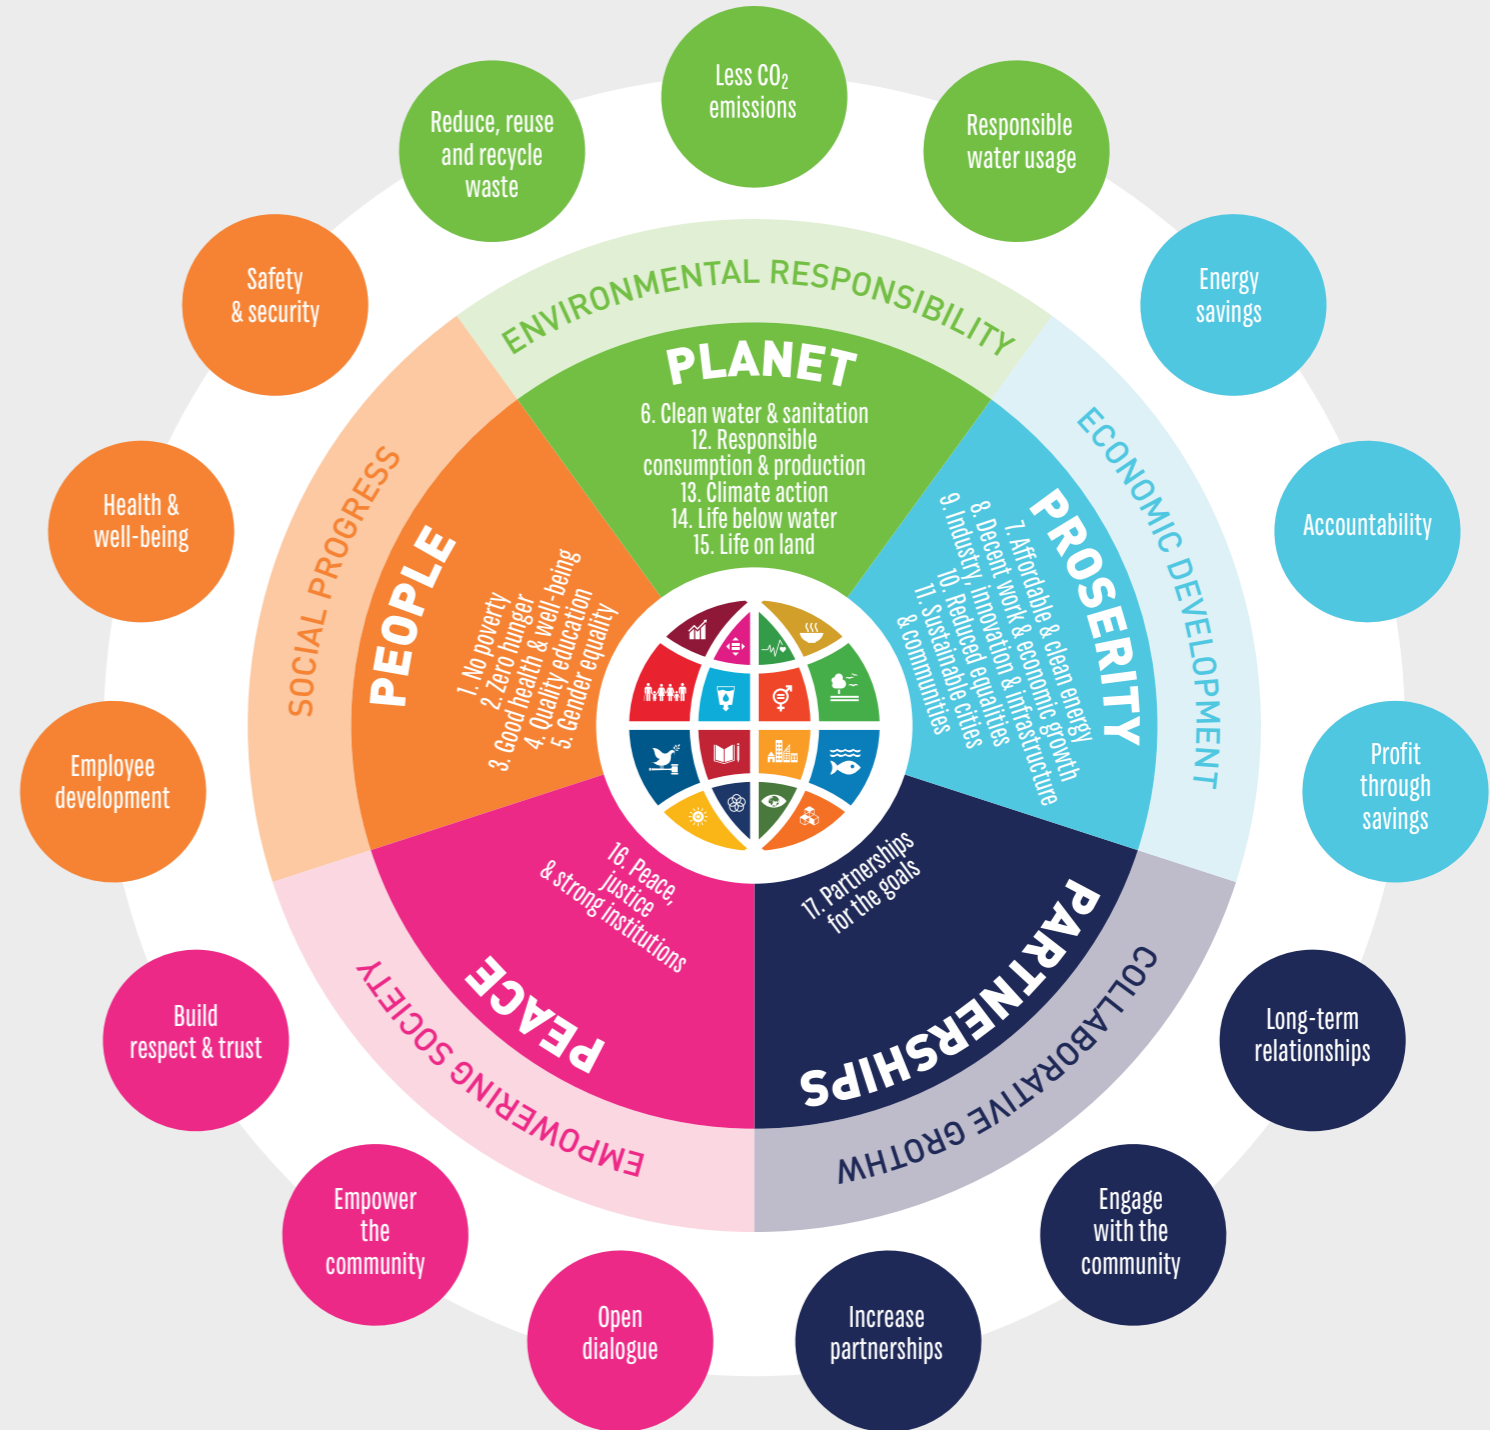 Less CO₂
emissions
Responsible
water usage
Energy
savings
Accountability
Profit
through
savings
Long-term
relationships
Engage
with the
community
Increase
partnerships
Open
dialogue
Empower
the
community
Build
respect & trust
Employee
development
Health &
well-being
Safety
& security
Reduce, reuse
and recycle
waste
ENVIRONMENTAL RESPONSIBILITY
PLANET
6. Clean water & sanitation
12. Responsible
consumption & production
13. Climate action
14. Life below water
15. Life on land
ECONOMIC DEVELOPMENT
PROSERITY
7. Affordable & clean energy
8. Decent work & economic growth
9. Industry, innovation & infrastructure
10. Reduced equalities
11. Sustainable cities
& communities
COLLABORATIVE GROTHW
PARTNERSHIPS
17. Partnerships
for the goals
EMPOWERING SOCIETY
PEACE
16. Peace,
justice
& strong institutions
SOCIAL PROGRESS
PEOPLE
1. No poverty
2. Zero hunger
3. Good health & well-being
4. Quality education
5. Gender equality